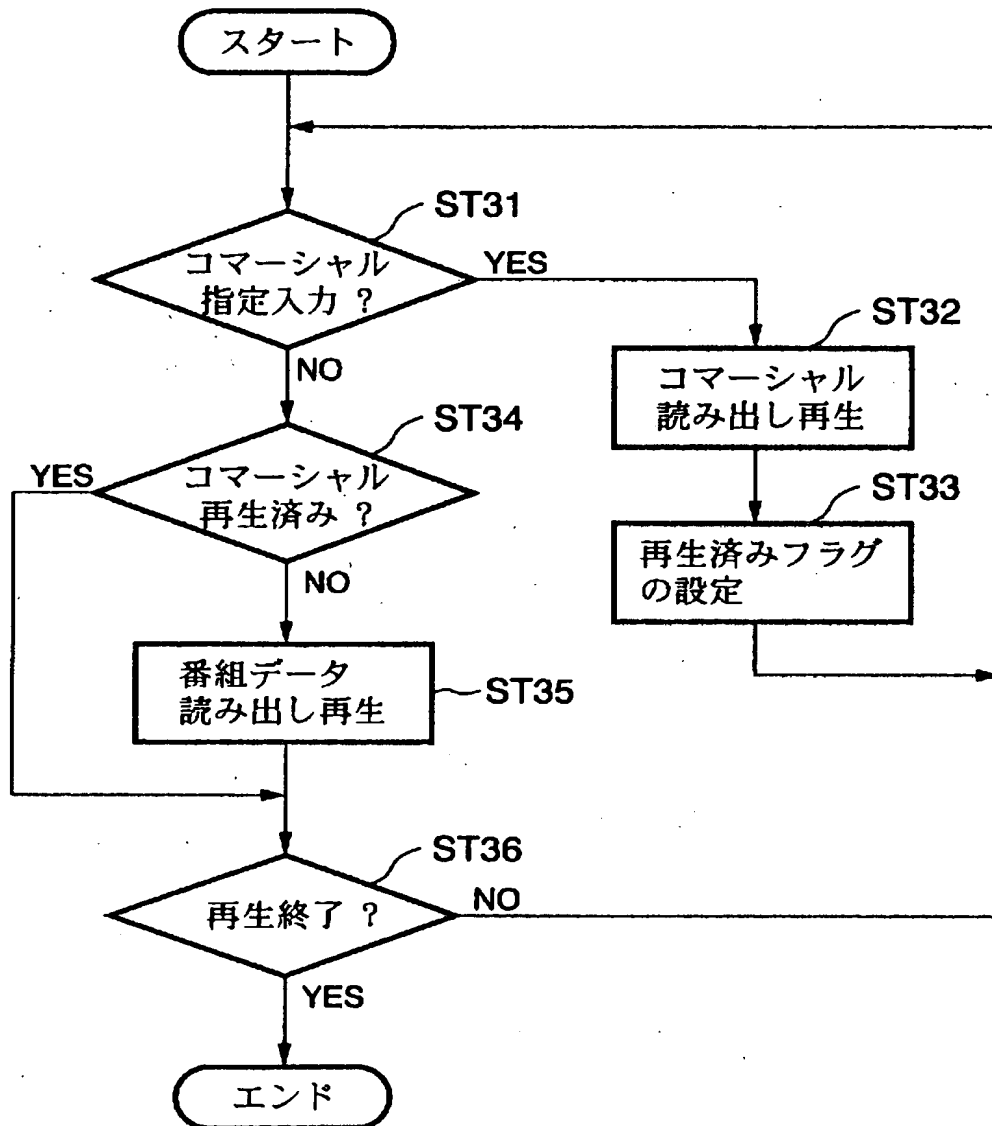 スタート
ST31
コマーシャル
指定入力 ?
YES
NO
ST32
コマーシャル
読み出し再生
ST33
再生済みフラグ
の設定
ST34
コマーシャル
再生済み ?
YES
NO
番組データ
読み出し再生
ST35
ST36
再生終了 ?
NO
YES
エンド